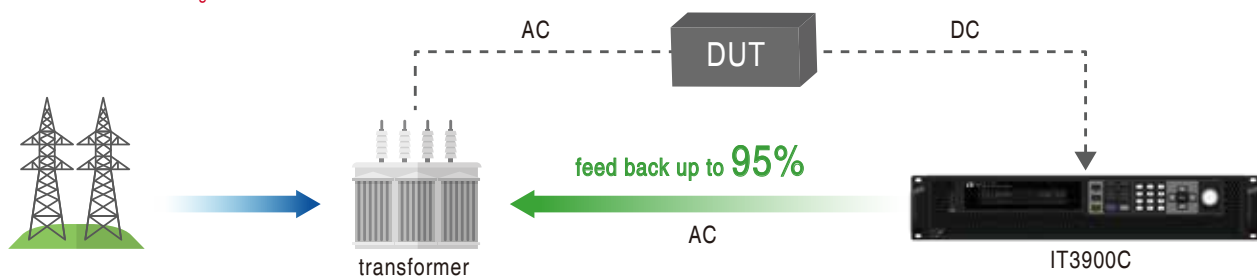 AC
DUT
DC
feed back up to 95%
AC
transformer
IT3900C